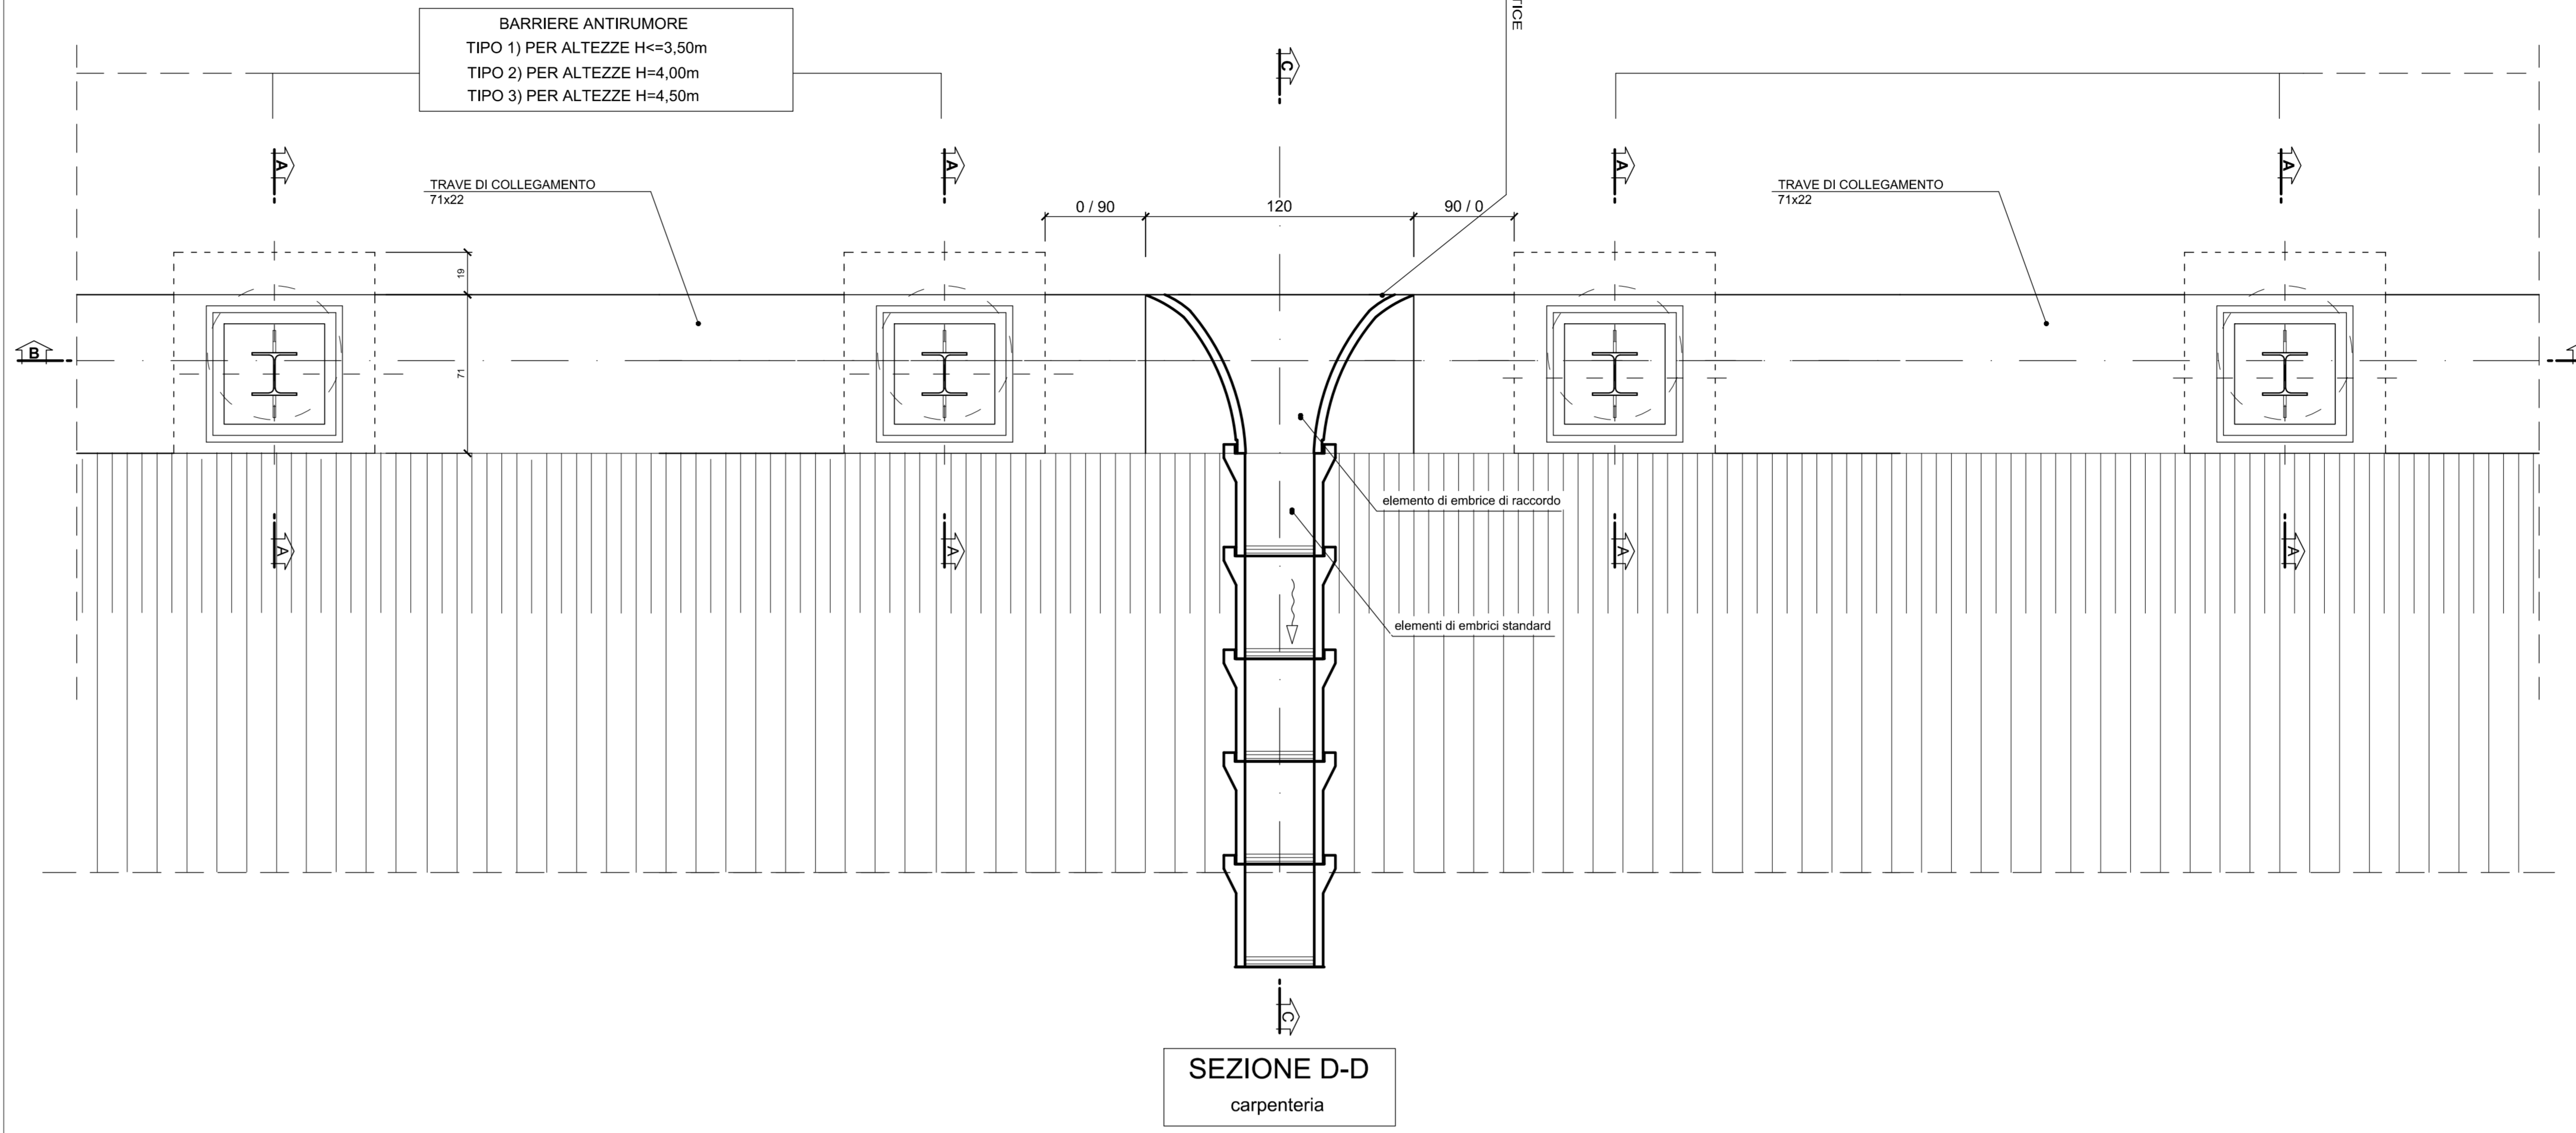 BARRIERE ANTIRUMORE
TIPO 1) PER ALTEZZE H<=3,50m
TIPO 2) PER ALTEZZE H=4,00m
TIPO 3) PER ALTEZZE H=4,50m
TICE
C
A
A
A
A
TRAVE DI COLLEGAMENTO
71x22
TRAVE DI COLLEGAMENTO
71x22
0 / 90
120
90 / 0
19
71
B
elemento di embrice di raccordo
A
A
A
A
elementi di embrici standard
C
SEZIONE D-D
carpenteria